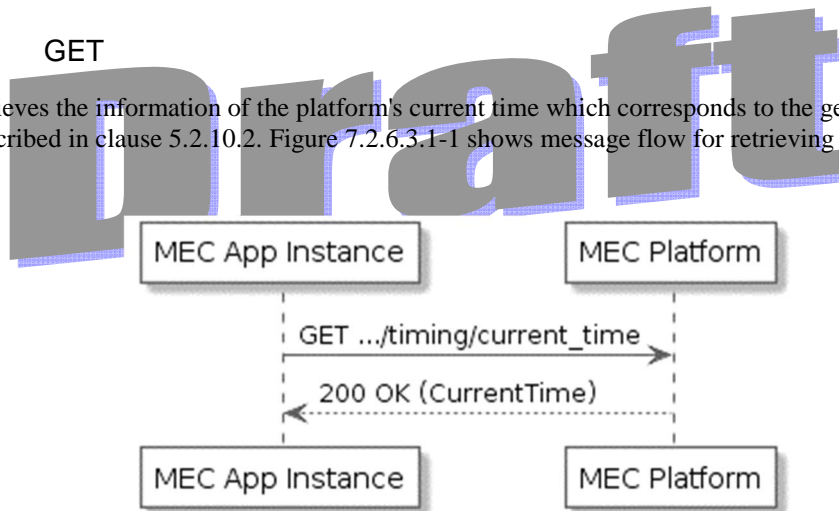 GET
Draft
ieves the information of the platform's current time which corresponds to the ge
cribed in clause 5.2.10.2. Figure 7.2.6.3.1-1 shows message flow for retrieving
MEC App Instance MEC Platform
GET .../timing/current_time
200 OK (CurrentTime)
MEC App Instance MEC Platform